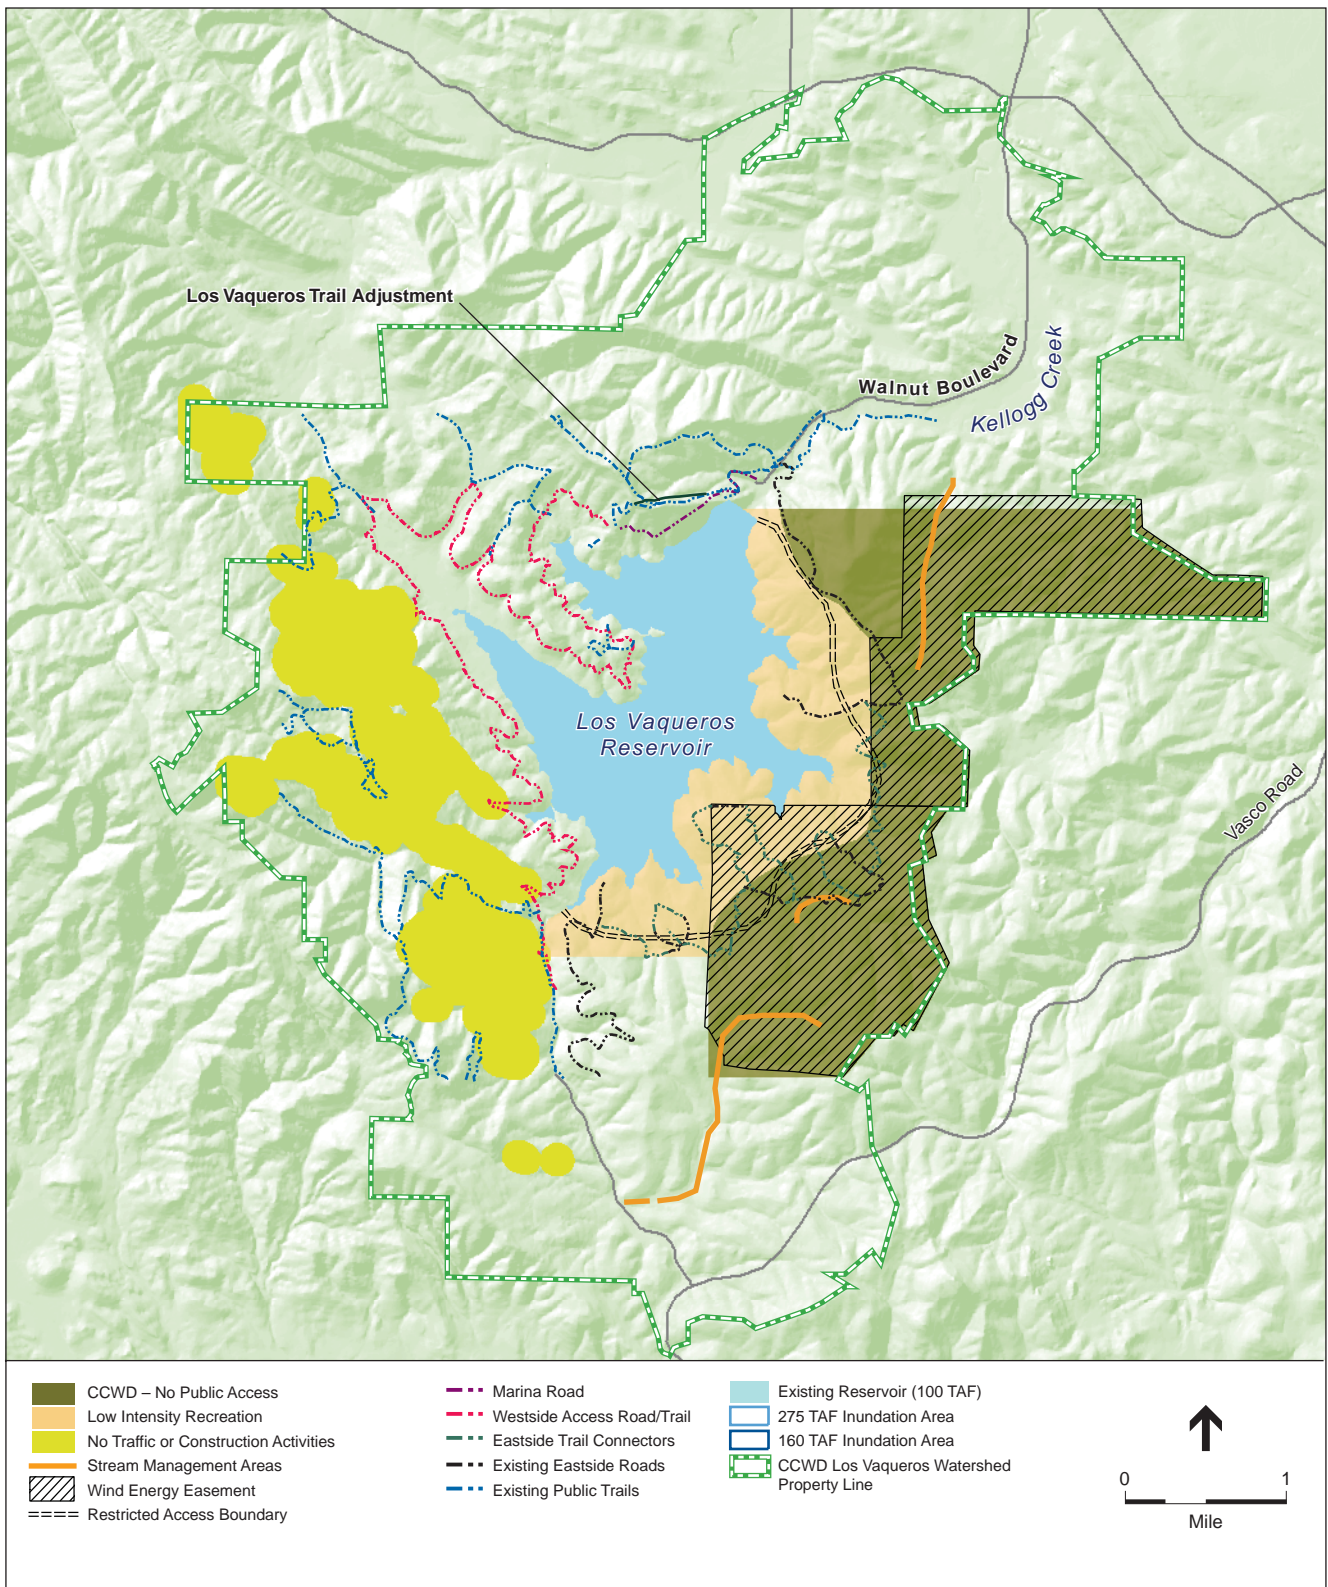 Los Vaqueros Trail Adjustment
Walnut Boulevard
Kellogg Creek
Los Vaqueros
Reservoir
Vasco Road
CCWD – No Public Access
Low Intensity Recreation
No Traffic or Construction Activities
Stream Management Areas
Wind Energy Easement
Restricted Access Boundary
Marina Road
Westside Access Road/Trail
Eastside Trail Connectors
Existing Eastside Roads
Existing Public Trails
Existing Reservoir (100 TAF)
275 TAF Inundation Area
160 TAF Inundation Area
CCWD Los Vaqueros Watershed
Property Line
0 1
Mile